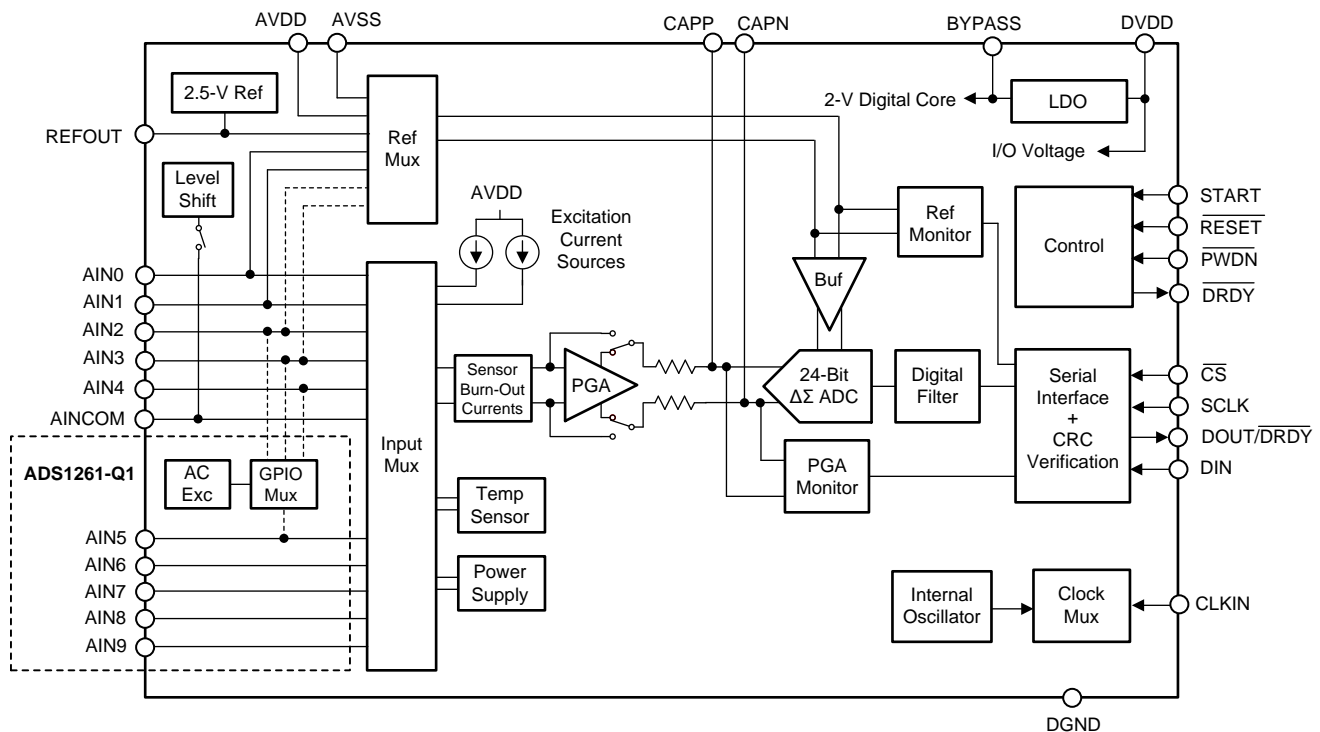 AVDD
AVSS
CAPP
CAPN
BYPASS
DVDD
2.5-V Ref
REFOUT
Ref
Mux
2-V Digital Core
LDO
I/O Voltage
Level
Shift
AVDD
Excitation
Current
Sources
Ref
Monitor
Control
START
RESET
PWDN
DRDY
AIN0
AIN1
AIN2
AIN3
AIN4
AINCOM
Buf
Sensor
Burn-Out
Currents
PGA
24-Bit
ΔΣ ADC
Digital
Filter
Serial
Interface
+
CRC
Verification
CS
SCLK
DOUT/DRDY
DIN
Input
Mux
PGA
Monitor
ADS1261-Q1
AC
Exc
GPIO
Mux
Temp
Sensor
Power
Supply
AIN5
AIN6
AIN7
AIN8
AIN9
Internal
Oscillator
Clock
Mux
CLKIN
DGND